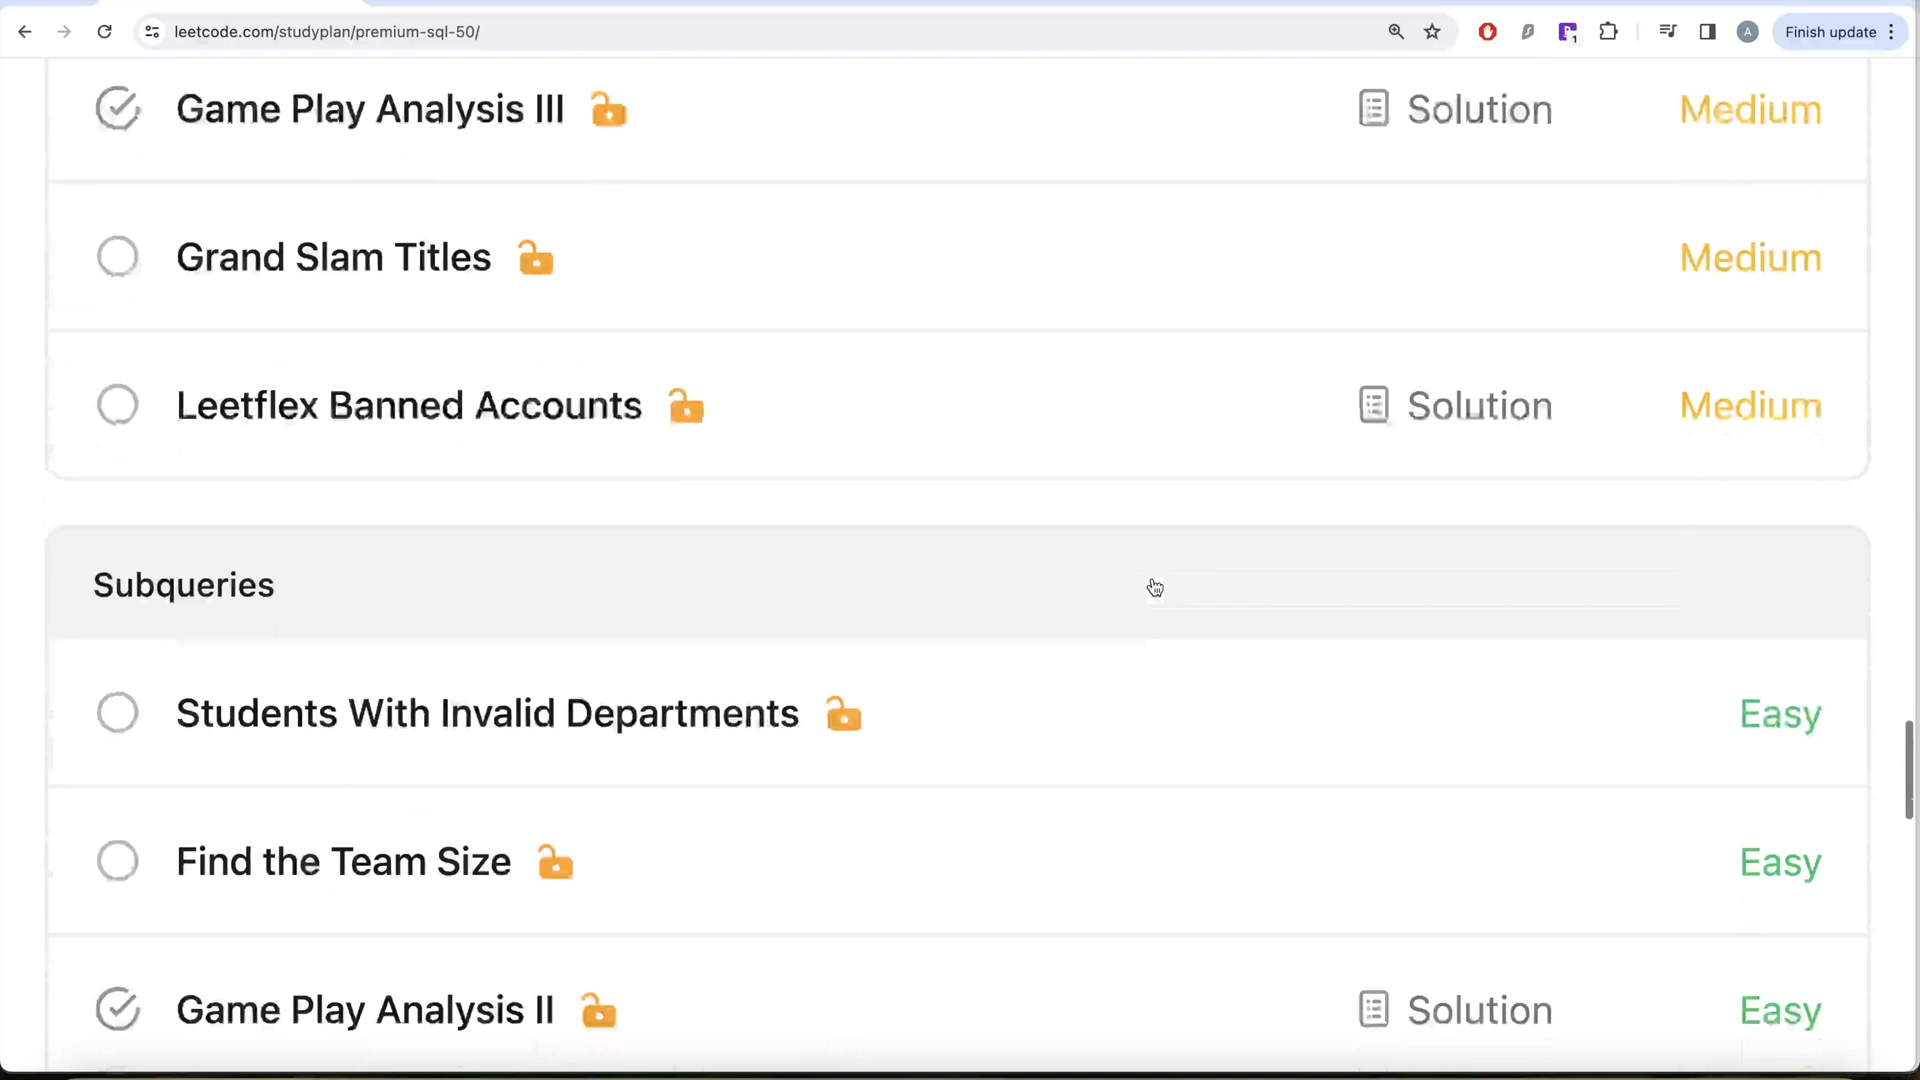 leetcode.com/studyplan/premium-sql-50/
1
A
Finish update
Game Play Analysis III Solution Medium
Grand Slam Titles Medium
Leetflex Banned Accounts Solution Medium
Subqueries
Students With Invalid Departments Easy
Find the Team Size Easy
Game Play Analysis II Solution Easy